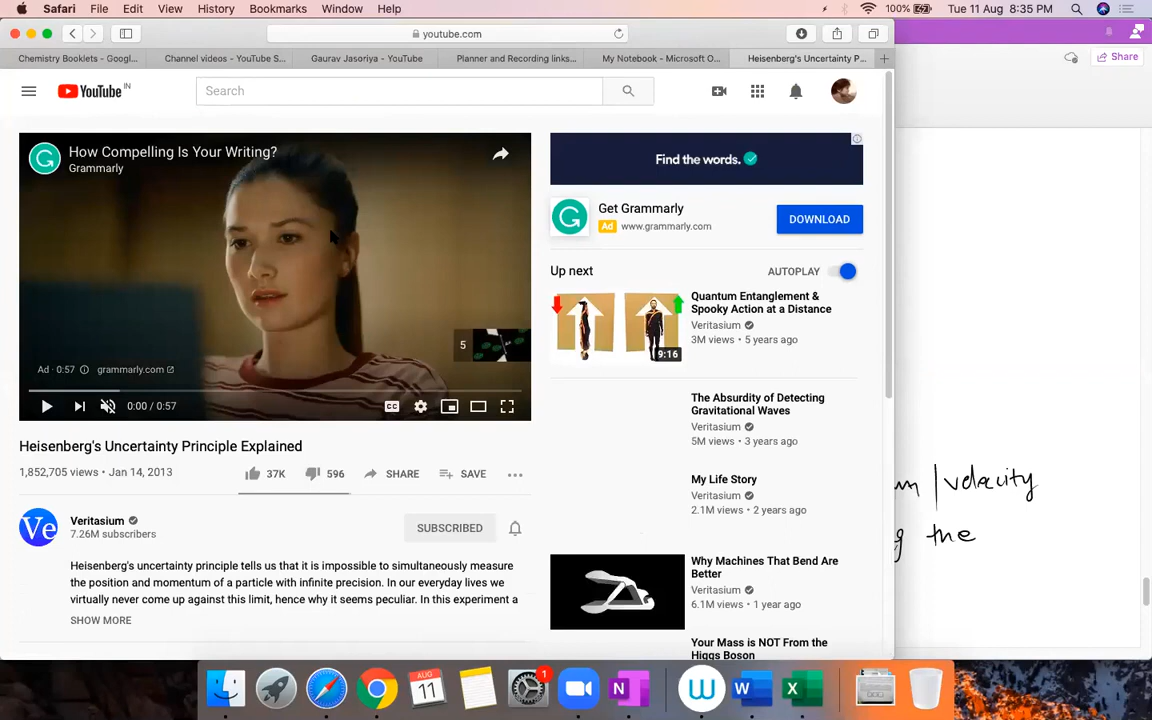 Safari File Edit View History Bookmarks Window Help 100% Tue 11 Aug 8:35 PM
youtube.com
Chemistry Booklets - Googl... Channel videos - YouTube S... Gaurav Jasoriya - YouTube Planner and Recording links... My Notebook - Microsoft O... Heisenberg's Uncertainty P...
Share
YouTube IN
Search
How Compelling Is Your Writing?
Grammarly
5
Ad · 0:57 grammarly.com
0:00 / 0:57
CC
Find the words.
Get Grammarly
Ad www.grammarly.com
DOWNLOAD
Up next
AUTOPLAY
Quantum Entanglement &
Spooky Action at a Distance
Veritasium
3M views • 5 years ago
9:16
The Absurdity of Detecting
Gravitational Waves
Veritasium
5M views • 3 years ago
My Life Story
Veritasium
2.1M views • 2 years ago
Why Machines That Bend Are
Better
Veritasium
6.1M views • 1 year ago
Your Mass is NOT From the
Higgs Boson
Heisenberg's Uncertainty Principle Explained
1,852,705 views • Jan 14, 2013
37K 596 SHARE SAVE
Ve
Veritasium
7.26M subscribers
SUBSCRIBED
Heisenberg's uncertainty principle tells us that it is impossible to simultaneously measure
the position and momentum of a particle with infinite precision. In our everyday lives we
virtually never come up against this limit, hence why it seems peculiar. In this experiment a
SHOW MORE
m | velocity
g the
AUG
11
1
N
W
W
X